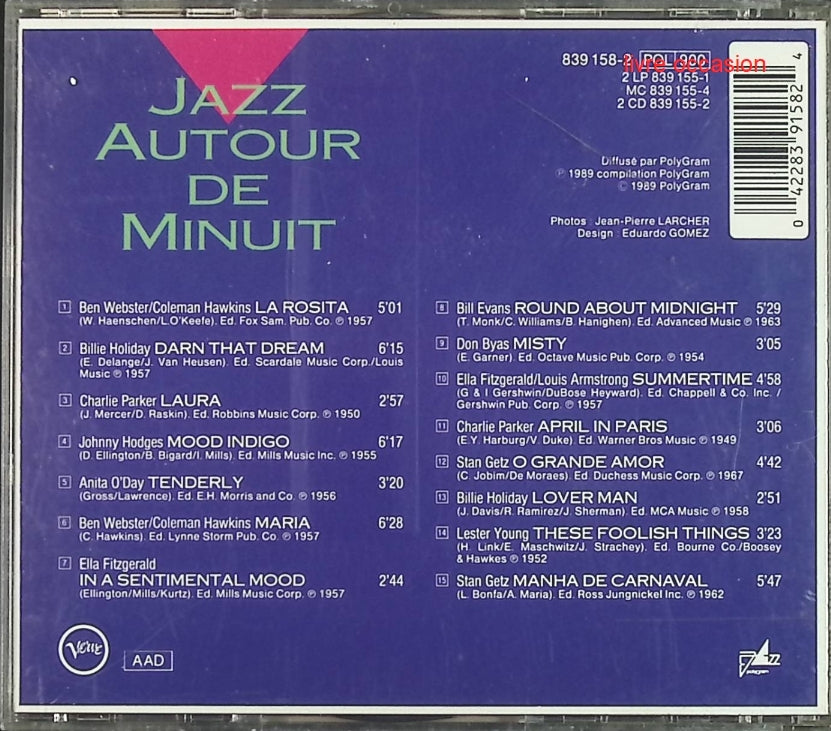 JAZZ
AUTOUR
DE
MINUIT
839 158-2 POL 900
livre-occasion
2 LP 839 155-1
MC 839 155-4
2 CD 839 155-2
Diffusé par PolyGram
℗ 1989 compilation PolyGram
© 1989 PolyGram
Photos : Jean-Pierre LARCHER
Design : Eduardo GOMEZ
0 42283 91582 4
1 Ben Webster/Coleman Hawkins LA ROSITA 5'01
(W. Haenschen/L.O'Keefe). Ed. Fox Sam. Pub. Co. ℗ 1957
2 Billie Holiday DARN THAT DREAM 6'15
(E. Delange/J. Van Heusen). Ed. Scardale Music Corp./Louis
Music ℗ 1957
3 Charlie Parker LAURA 2'57
(J. Mercer/D. Raskin). Ed. Robbins Music Corp. ℗ 1950
4 Johnny Hodges MOOD INDIGO 6'17
(D. Ellington/B. Bigard/I. Mills). Ed. Mills Music Inc. ℗ 1955
5 Anita O'Day TENDERLY 3'20
(Gross/Lawrence). Ed. E.H. Morris and Co. ℗ 1956
6 Ben Webster/Coleman Hawkins MARIA 6'28
(C. Hawkins). Ed. Lynne Storm Pub. Co. ℗ 1957
7 Ella Fitzgerald
IN A SENTIMENTAL MOOD 2'44
(Ellington/Mills/Kurtz). Ed. Mills Music Corp. ℗ 1957
8 Bill Evans ROUND ABOUT MIDNIGHT 5'29
(T. Monk/C. Williams/B. Hanighen). Ed. Advanced Music ℗ 1963
9 Don Byas MISTY 3'05
(E. Garner). Ed. Octave Music Pub. Corp. ℗ 1954
10 Ella Fitzgerald/Louis Armstrong SUMMERTIME 4'58
(G & I Gershwin/DuBose Heyward). Ed. Chappell & Co. Inc. /
Gershwin Pub. Corp. ℗ 1957
11 Charlie Parker APRIL IN PARIS 3'06
(E.Y. Harburg/V. Duke). Ed. Warner Bros Music ℗ 1949
12 Stan Getz O GRANDE AMOR 4'42
(C. Jobim/De Moraes). Ed. Duchess Music Corp. ℗ 1967
13 Billie Holiday LOVER MAN 2'51
(J. Davis/R. Ramirez/J. Sherman). Ed. MCA Music ℗ 1958
14 Lester Young THESE FOOLISH THINGS 3'23
(H. Link/E. Maschwitz/J. Strachey). Ed. Bourne Co./Boosey
& Hawkes ℗ 1952
15 Stan Getz MANHA DE CARNAVAL 5'47
(L. Bonfa/A. Maria). Ed. Ross Jungnickel Inc. ℗ 1962
Verve
AAD
JAZZ
polygram